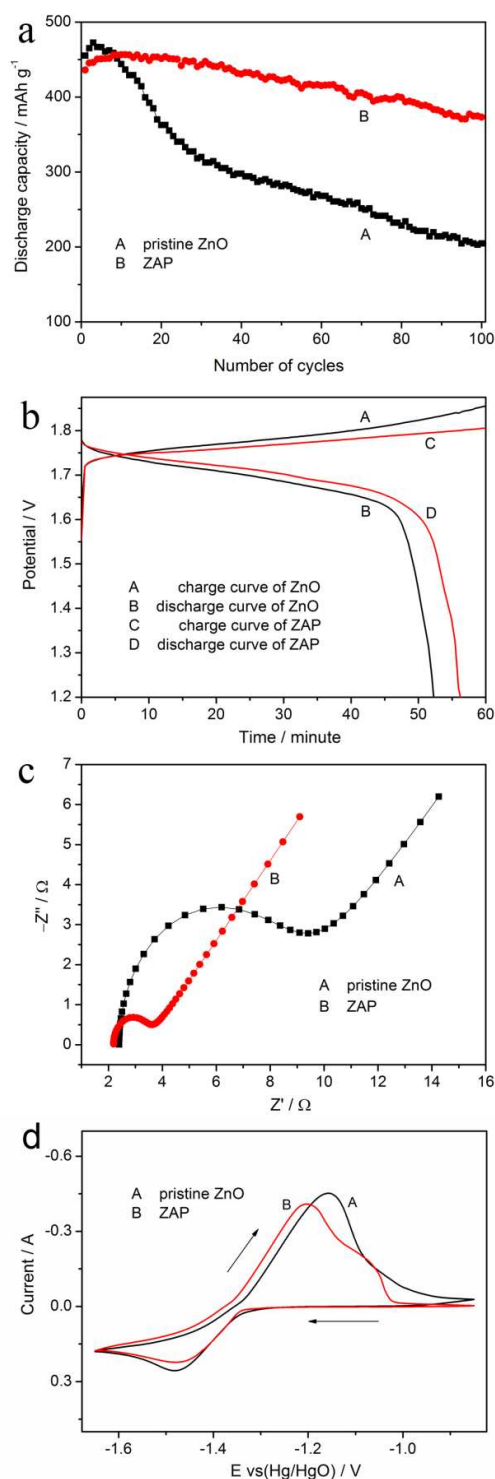 a
500
400
300
200
100
Discharge capacity / mAh g⁻¹
B
A
A pristine ZnO
B ZAP
0 20 40 60 80 100
Number of cycles
b
1.8
1.7
1.6
1.5
1.4
1.3
1.2
Potential / V
A
C
B
D
A charge curve of ZnO
B discharge curve of ZnO
C charge curve of ZAP
D discharge curve of ZAP
0 10 20 30 40 50 60
Time / minute
c
7
6
5
4
3
2
1
0
-Z'' / Ω
B
A
A pristine ZnO
B ZAP
2 4 6 8 10 12 14 16
Z' / Ω
d
-0.6
-0.3
0.0
0.3
Current / A
A pristine ZnO
B ZAP
B
A
-1.6 -1.4 -1.2 -1.0
E vs(Hg/HgO) / V